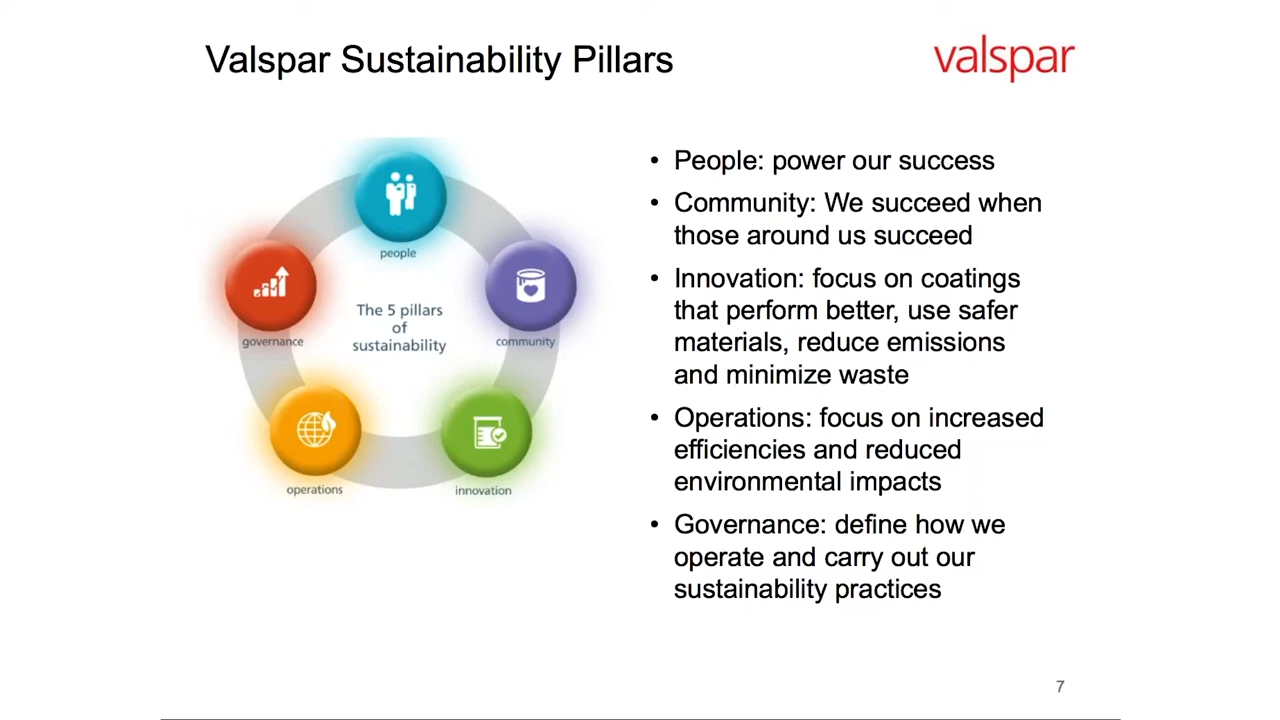 Valspar Sustainability Pillars
valspar
people
governance
The 5 pillars
of
sustainability
community
operations
innovation
• People: power our success
• Community: We succeed when
those around us succeed
• Innovation: focus on coatings
that perform better, use safer
materials, reduce emissions
and minimize waste
• Operations: focus on increased
efficiencies and reduced
environmental impacts
• Governance: define how we
operate and carry out our
sustainability practices
7